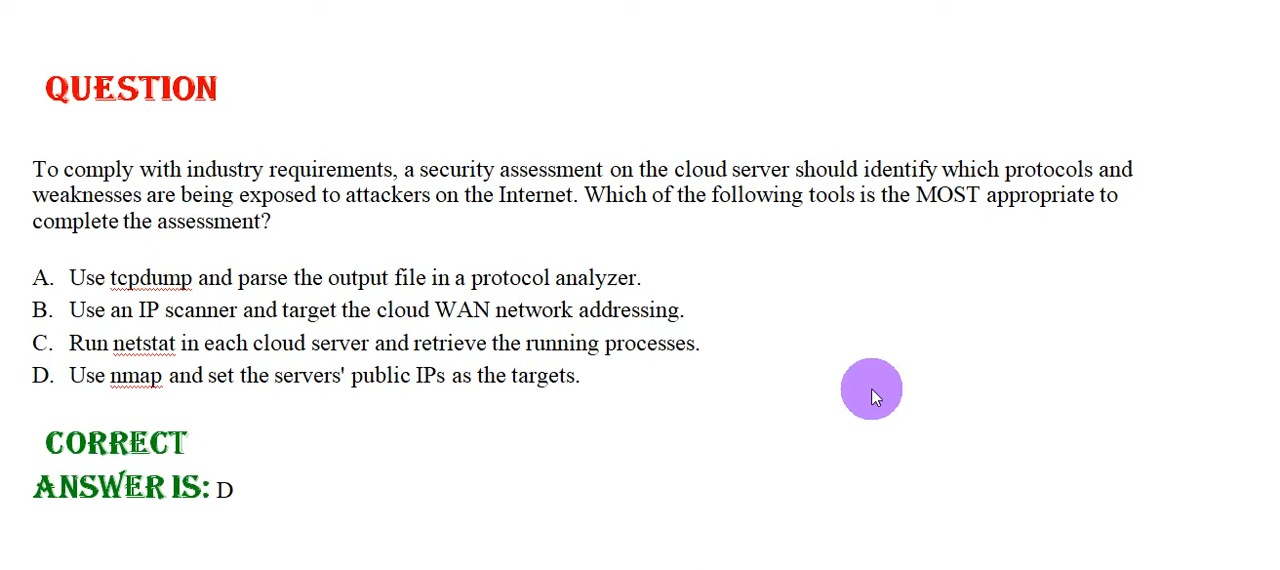 QUESTION
To comply with industry requirements, a security assessment on the cloud server should identify which protocols and
weaknesses are being exposed to attackers on the Internet. Which of the following tools is the MOST appropriate to
complete the assessment?
A. Use tcpdump and parse the output file in a protocol analyzer.
B. Use an IP scanner and target the cloud WAN network addressing.
C. Run netstat in each cloud server and retrieve the running processes.
D. Use nmap and set the servers' public IPs as the targets.
CORRECT
ANSWER IS: D